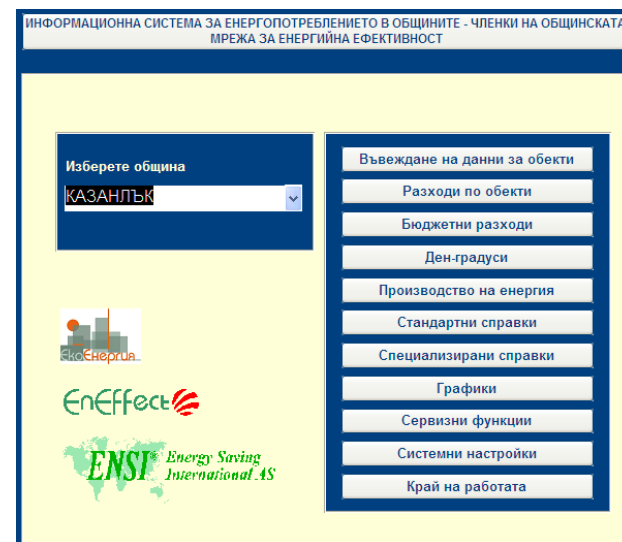 ИНФОРМАЦИОННА СИСТЕМА ЗА ЕНЕРГОПОТРЕБЛЕНИЕТО В ОБЩИНИТЕ - ЧЛЕНКИ НА ОБЩИНСКАТА
МРЕЖА ЗА ЕНЕРГИЙНА ЕФЕКТИВНОСТ
Изберете община
КАЗАНЛЪК
Въвеждане на данни за обекти
Разходи по обекти
Бюджетни разходи
Ден-градуси
Производство на енергия
Стандартни справки
Специализирани справки
Графики
Сервизни функции
Системни настройки
Край на работата
ЕкоЕнергия
EnEffect
ENSI® Energy Saving
International AS